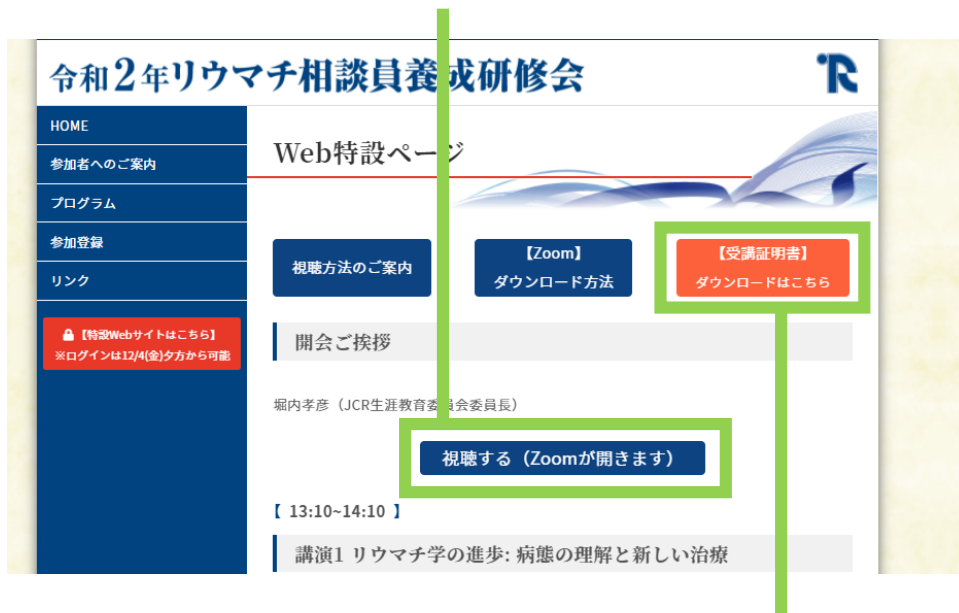 令和2年リウマチ相談員養成研修会
R
HOME
参加者へのご案内
プログラム
参加登録
リンク
【特設Webサイトはこちら】
※ログインは12/4(金)夕方から可能
Web特設ページ
視聴方法のご案内
【Zoom】
ダウンロード方法
【受講証明書】
ダウンロードはこちら
開会ご挨拶
堀内孝彦（JCR生涯教育委員会委員長）
視聴する（Zoomが開きます）
【 13:10~14:10 】
講演1 リウマチ学の進歩: 病態の理解と新しい治療